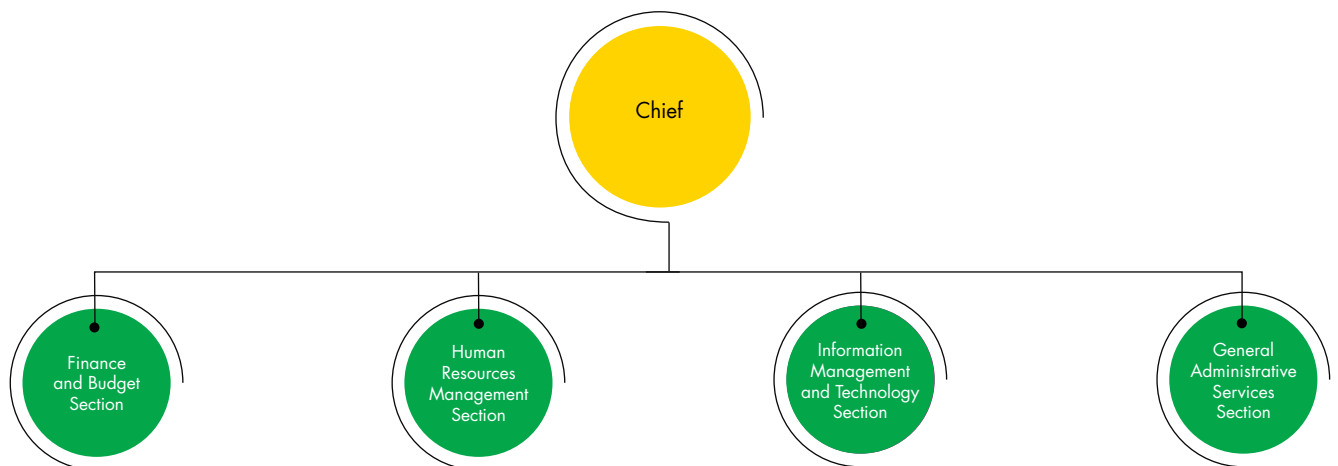 Chief
Finance
and Budget
Section
Human
Resources
Management
Section
Information
Management
and Technology
Section
General
Administrative
Services
Section